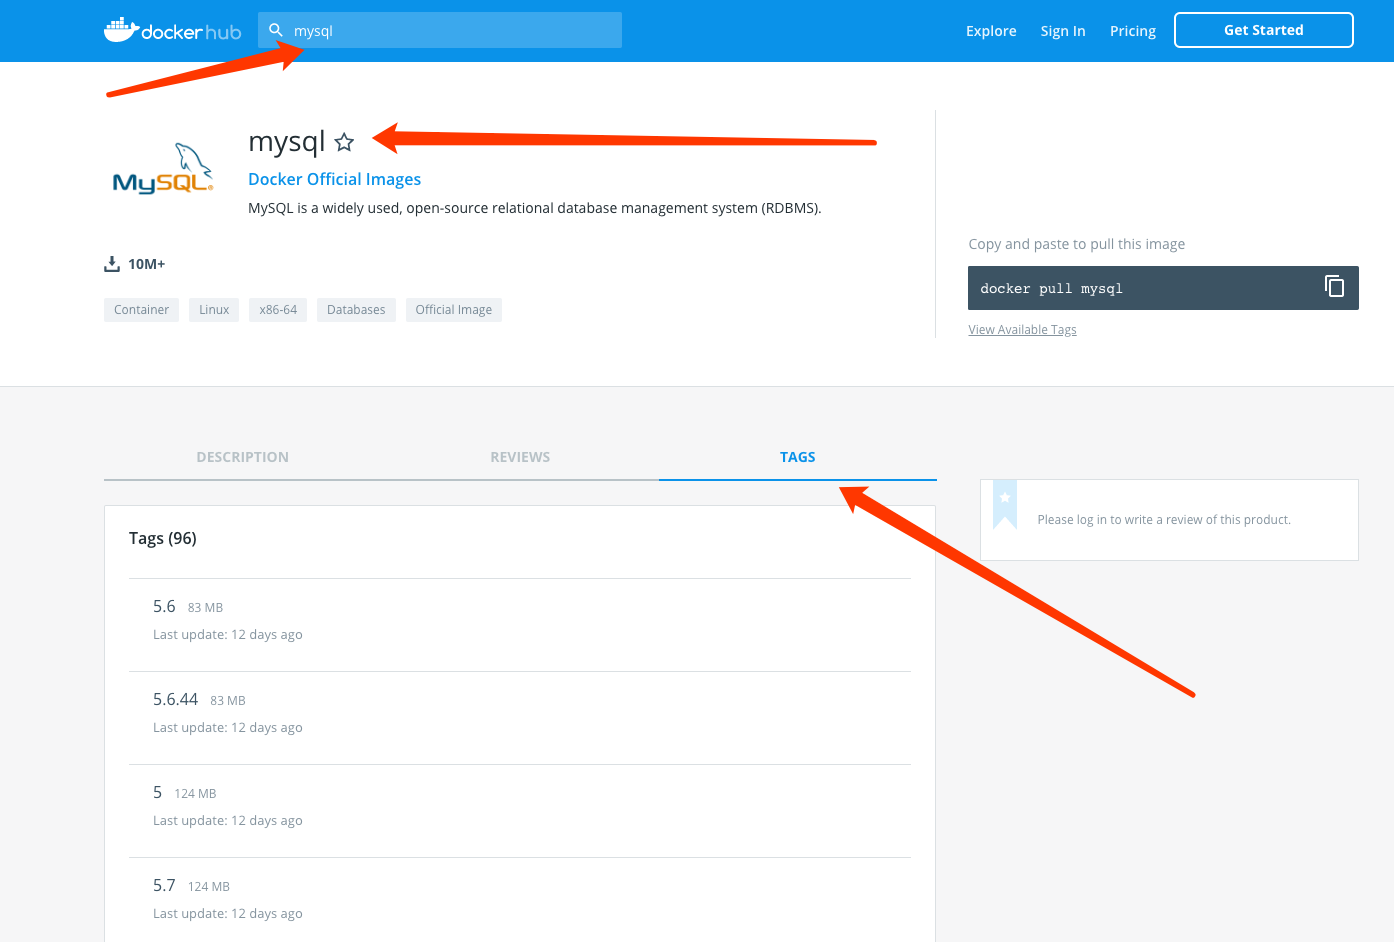 docker hub
mysql
Explore
Sign In
Pricing
Get Started
mysql
MySQL®
Docker Official Images
MySQL is a widely used, open-source relational database management system (RDBMS).
10M+
Container
Linux
x86-64
Databases
Official Image
Copy and paste to pull this image
docker pull mysql
View Available Tags
DESCRIPTION
REVIEWS
TAGS
Please log in to write a review of this product.
Tags (96)
5.6 83 MB
Last update: 12 days ago
5.6.44 83 MB
Last update: 12 days ago
5 124 MB
Last update: 12 days ago
5.7 124 MB
Last update: 12 days ago